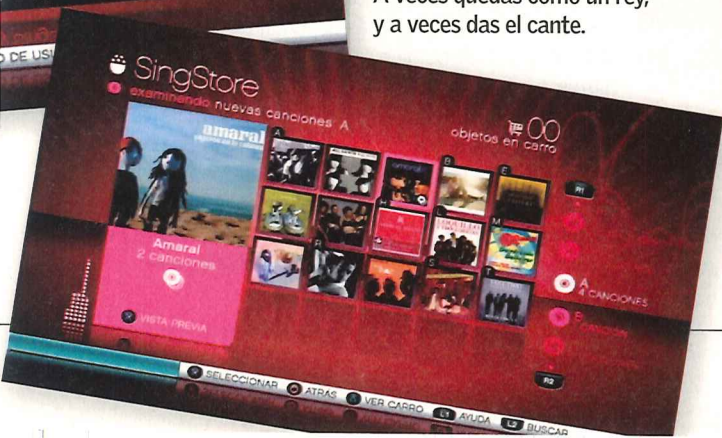 O DE USU
A veces quedas como un rey,
y a veces das el cante.
SingStore
examinando nuevas canciones A
00
objetos en carro
amaral
Amaral
2 canciones
VISTA PREVIA
A
B
E
H
L
M
R
T
R1
A
4 CANCIONES
B
R2
SELECCIONAR
ATRAS
VER CARRO
L1 AYUDA
L2 BUSCAR